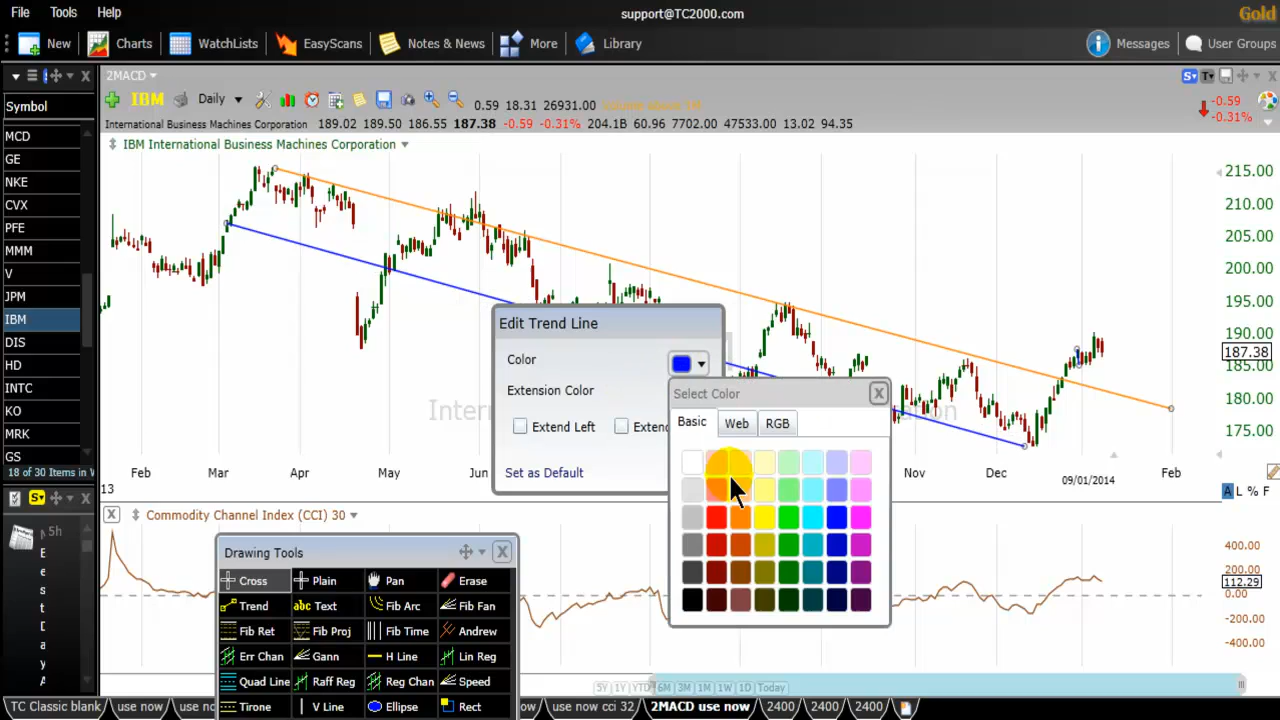 File Tools Help support@TC2000.com Gold
New Charts WatchLists EasyScans Notes & News More Library Messages User Groups
2MACD
IBM Daily 0.59 18.31 26931.00
International Business Machines Corporation 189.02 189.50 186.55 187.38 -0.59 -0.31% 204.1B 60.96 7702.00 47533.00 13.02 94.35
-0.59
-0.31%
Symbol
MCD
GE
NKE
CVX
PFE
MMM
V
JPM
IBM
DIS
HD
INTC
KO
MRK
GS
18 of 30 Items in W
5h
IBM International Business Machines Corporation
215.00
210.00
205.00
200.00
195.00
190.00
187.38
185.00
180.00
175.00
Edit Trend Line
Color
Extension Color
Extend Left
Set as Default
Select Color
Basic Web RGB
Feb Mar Apr May Jun Nov Dec 09/01/2014 Feb
13
A L % F
Commodity Channel Index (CCI) 30
400.00
200.00
112.29
0.00
-200.00
-400.00
Drawing Tools
Cross Plain Pan Erase
Trend Text Fib Arc Fib Fan
Fib Ret Fib Proj Fib Time Andrew
Err Chan Gann H Line Lin Reg
Quad Line Raff Reg Reg Chan Speed
Tirone V Line Ellipse Rect
5Y 1Y YTD 6M 3M 1M 1W 1D Today
TC Classic blank use now use now cci 32 2MACD use now 2400 2400 2400